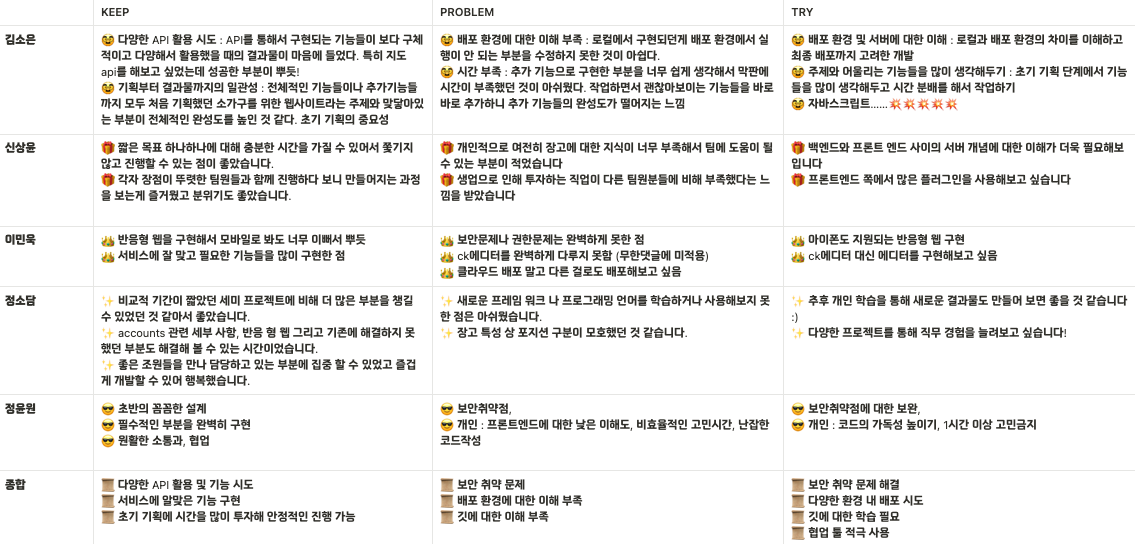 KEEP PROBLEM TRY
김소은
🤠 다양한 API 활용 시도 : API를 통해서 구현되는 기능들이 보다 구체
적이고 다양해서 활용했을 때의 결과물이 마음에 들었다. 특히 지도
api를 해보고 싶었는데 성공한 부분이 뿌듯!
🤠 기획부터 결과물까지의 일관성 : 전체적인 기능들이나 추가기능들
까지 모두 처음 기획했던 소가구를 위한 웹사이트라는 주제와 맞닿아있
는 부분이 전체적인 완성도를 높인 것 같다. 초기 기획의 중요성
🤠 배포 환경에 대한 이해 부족 : 로컬에서 구현되던게 배포 환경에서 실
행이 안 되는 부분을 수정하지 못한 것이 아쉽다.
🤠 시간 부족 : 추가 기능으로 구현한 부분을 너무 쉽게 생각해서 막판에
시간이 부족했던 것이 아쉬웠다. 작업하면서 괜찮아보이는 기능들을 바로
바로 추가하니 추가 기능들의 완성도가 떨어지는 느낌
🤠 배포 환경 및 서버에 대한 이해 : 로컬과 배포 환경의 차이를 이해하고
최종 배포까지 고려한 개발
🤠 주제와 어울리는 기능들을 많이 생각해두기 : 초기 기획 단계에서 기능
들을 많이 생각해두고 시간 분배를 해서 작업하기
🤠 자바스크립트......💥💥💥💥💥
신상윤
🎁 짧은 목표 하나하나에 대해 충분한 시간을 가질 수 있어서 쫓기지
않고 진행할 수 있는 점이 좋았습니다.
🎁 각자 장점이 뚜렷한 팀원들과 함께 진행하다 보니 만들어지는 과정
을 보는게 즐거웠고 분위기도 좋았습니다.
🎁 개인적으로 여전히 장고에 대한 지식이 너무 부족해서 팀에 도움이 될
수 있는 부분이 적었습니다
🎁 생업으로 인해 투자하는 직업이 다른 팀원분들에 비해 부족했다는 느
낌을 받았습니다
🎁 백엔드와 프론트 엔드 사이의 서버 개념에 대한 이해가 더욱 필요해보
입니다
🎁 프론트엔드 쪽에서 많은 플러그인을 사용해보고 싶습니다
이민욱
반응형 웹을 구현해서 모바일로 봐도 너무 이뻐서 뿌듯
서비스에 잘 맞고 필요한 기능들을 많이 구현한 점
보안문제나 권한문제는 완벽하게 못한 점
ck에디터를 완벽하게 다루지 못함 (무한댓글에 미적용)
클라우드 배포 말고 다른 걸로도 배포해보고 싶음
아이폰도 지원되는 반응형 웹 구현
ck에디터 대신 에디터를 구현해보고 싶음
정소담
✨ 비교적 기간이 짧았던 세미 프로젝트에 비해 더 많은 부분을 챙길
수 있었던 것 같아서 좋았습니다.
✨ accounts 관련 세부 사항, 반응 형 웹 그리고 기존에 해결하지 못
했던 부분도 해결해 볼 수 있는 시간이었습니다.
✨ 좋은 조원들을 만나 담당하고 있는 부분에 집중 할 수 있었고 즐겁
게 개발할 수 있어 행복했습니다.
✨ 새로운 프레임 워크 나 프로그래밍 언어를 학습하거나 사용해보지 못
한 점은 아쉬웠습니다.
✨ 장고 특성 상 포지션 구분이 모호했던 것 같습니다.
✨ 추후 개인 학습을 통해 새로운 결과물도 만들어 보면 좋을 것 같습니다
:)
✨ 다양한 프로젝트를 통해 직무 경험을 늘려보고 싶습니다!
정윤원
😎 초반의 꼼꼼한 설계
😎 필수적인 부분을 완벽히 구현
😎 원활한 소통과, 협업
😎 보안취약점,
😎 개인 : 프론트엔드에 대한 낮은 이해도, 비효율적인 고민시간, 난잡한
코드작성
😎 보안취약점에 대한 보완,
😎 개인 : 코드의 가독성 높이기, 1시간 이상 고민금지
종합
📜 다양한 API 활용 및 기능 시도
📜 서비스에 알맞은 기능 구현
📜 초기 기획에 시간을 많이 투자해 안정적인 진행 가능
📜 보안 취약 문제
📜 배포 환경에 대한 이해 부족
📜 깃에 대한 이해 부족
📜 보안 취약 문제 해결
📜 다양한 환경 내 배포 시도
📜 깃에 대한 학습 필요
📜 협업 툴 적극 사용